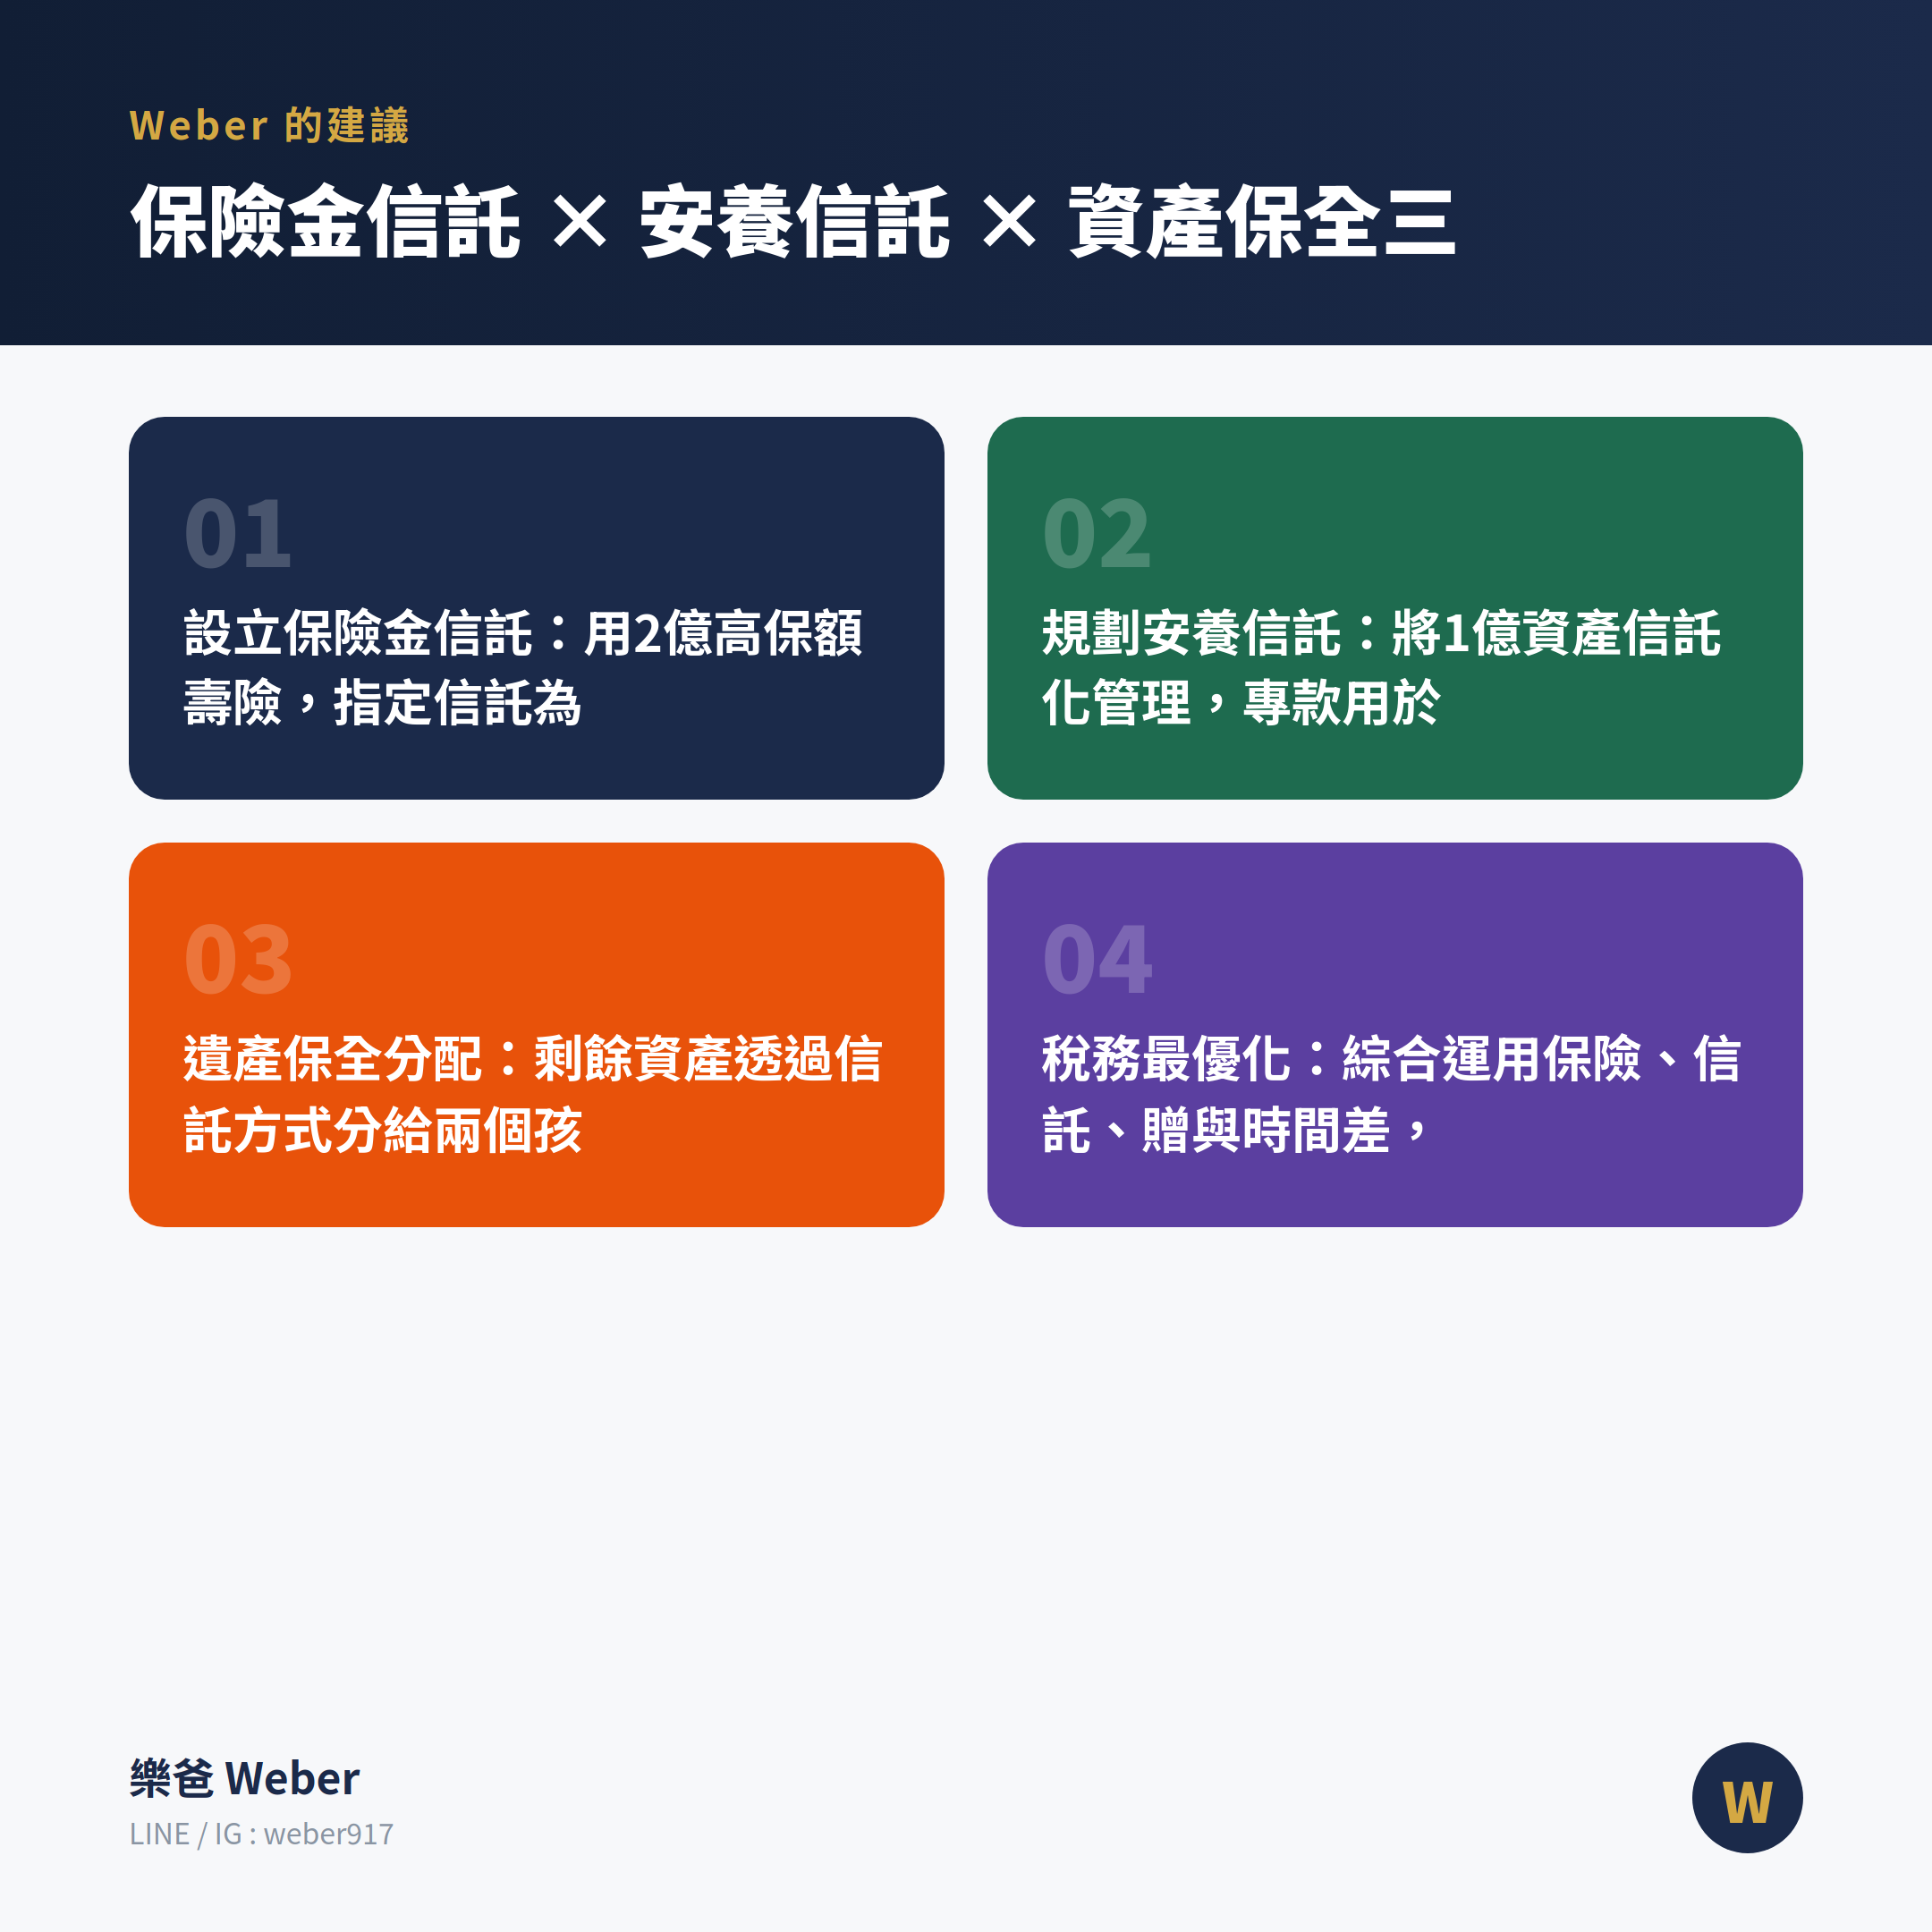 Weber 的建議
保險金信託 × 安養信託 × 資產保全三
01
設立保險金信託：用2億高保額
壽險，指定信託為
02
規劃安養信託：將1億資產信託
化管理，專款用於
03
遺產保全分配：剩餘資產透過信
託方式分給兩個孩
04
稅務最優化：綜合運用保險、信
託、贈與時間差，
樂爸 Weber
LINE / IG : weber917
W